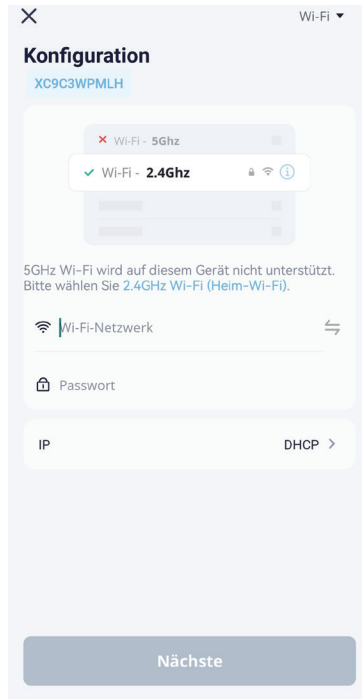 Wi-Fi
Konfiguration
XC9C3WPMLH
Wi-Fi - 5Ghz
Wi-Fi - 2.4Ghz
5GHz Wi-Fi wird auf diesem Gerät nicht unterstützt.
Bitte wählen Sie 2.4GHz Wi-Fi (Heim-Wi-Fi).
Wi-Fi-Netzwerk
Passwort
IP DHCP
Nächste